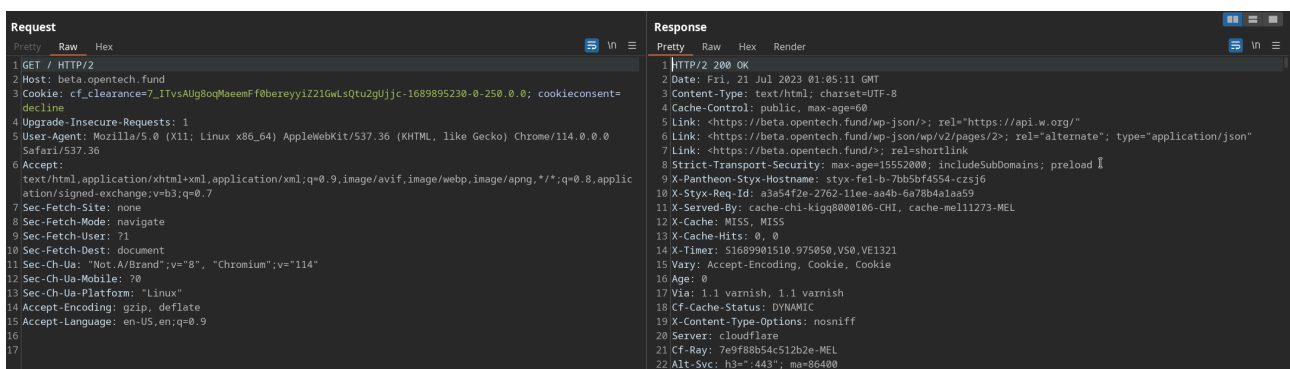 Request
Pretty Raw Hex
\n
1 GET / HTTP/2
2 Host: beta.opentech.fund
3 Cookie: cf_clearance=7_ITvsAUg8oqMaeemFf0bereyyiZ21GwLsQtu2gUjjc-1689895230-0-250.0.0; cookieconsent=
decline
4 Upgrade-Insecure-Requests: 1
5 User-Agent: Mozilla/5.0 (X11; Linux x86_64) AppleWebKit/537.36 (KHTML, like Gecko) Chrome/114.0.0.0
Safari/537.36
6 Accept:
text/html,application/xhtml+xml,application/xml;q=0.9,image/avif,image/webp,image/apng,*/*;q=0.8,applic
ation/signed-exchange;v=b3;q=0.7
7 Sec-Fetch-Site: none
8 Sec-Fetch-Mode: navigate
9 Sec-Fetch-User: ?1
10 Sec-Fetch-Dest: document
11 Sec-Ch-Ua: "Not.A/Brand";v="8", "Chromium";v="114"
12 Sec-Ch-Ua-Mobile: ?0
13 Sec-Ch-Ua-Platform: "Linux"
14 Accept-Encoding: gzip, deflate
15 Accept-Language: en-US,en;q=0.9
16
17
Response
Pretty Raw Hex Render
\n
1 HTTP/2 200 OK
2 Date: Fri, 21 Jul 2023 01:05:11 GMT
3 Content-Type: text/html; charset=UTF-8
4 Cache-Control: public, max-age=60
5 Link: <https://beta.opentech.fund/wp-json/>; rel="https://api.w.org/"
6 Link: <https://beta.opentech.fund/wp-json/wp/v2/pages/2>; rel="alternate"; type="application/json"
7 Link: <https://beta.opentech.fund/>; rel=shortlink
8 Strict-Transport-Security: max-age=15552000; includeSubDomains; preload
9 X-Pantheon-Styx-Hostname: styx-fe1-b-7bb5bf4554-czsj6
10 X-Styx-Req-Id: a3a54f2e-2762-11ee-aa4b-6a78b4a1aa59
11 X-Served-By: cache-chi-kigq8000106-CHI, cache-mel11273-MEL
12 X-Cache: MISS, MISS
13 X-Cache-Hits: 0, 0
14 X-Timer: S1689901510.975050,VS0,VE1321
15 Vary: Accept-Encoding, Cookie, Cookie
16 Age: 0
17 Via: 1.1 varnish, 1.1 varnish
18 Cf-Cache-Status: DYNAMIC
19 X-Content-Type-Options: nosniff
20 Server: cloudflare
21 Cf-Ray: 7e9f88b54c512b2e-MEL
22 Alt-Svc: h3=":443"; ma=86400